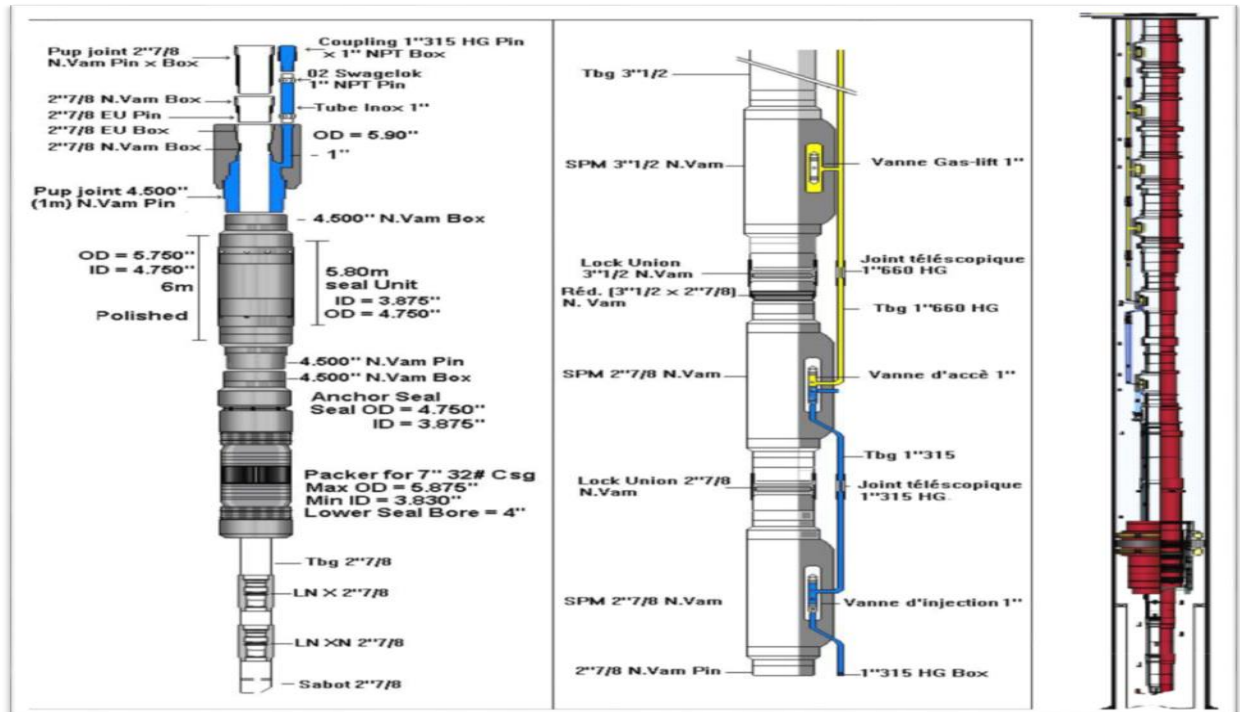 Pup joint 2"7/8
N.Vam Pin x Box
Coupling 1"315 HG Pin
x 1" NPT Box
02 Swagelok
1" NPT Pin
2"7/8 N.Vam Box
2"7/8 EU Pin
Tube Inox 1"
2"7/8 EU Box
OD = 5.90"
2"7/8 N.Vam Box
1"
Pup joint 4.500"
(1m) N.Vam Pin
4.500" N.Vam Box
OD = 5.750"
ID = 4.750"
6m
Polished
5.80m
seal Unit
ID = 3.875"
OD = 4.750"
4.500" N.Vam Pin
4.500" N.Vam Box
Anchor Seal
Seal OD = 4.750"
ID = 3.875"
Packer for 7" 32# Csg
Max OD = 5.875"
Min ID = 3.830"
Lower Seal Bore = 4"
Tbg 2"7/8
LN X 2"7/8
LN XN 2"7/8
Sabot 2"7/8
Tbg 3"1/2
SPM 3"1/2 N.Vam
Vanne Gas-lift 1"
Lock Union
3"1/2 N.Vam
Joint téléscopique
1"660 HG
Réd. (3"1/2 x 2"7/8)
N. Vam
Tbg 1"660 HG
SPM 2"7/8 N.Vam
Vanne d'accè 1"
Tbg 1"315
Lock Union 2"7/8
N.Vam
Joint téléscopique
1"315 HG
SPM 2"7/8 N.Vam
Vanne d'injection 1"
2"7/8 N.Vam Pin
1"315 HG Box